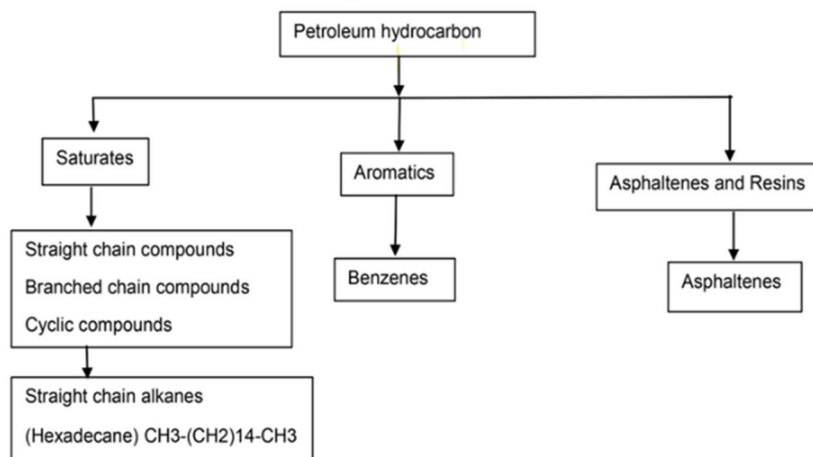 Petroleum hydrocarbon
Saturates
Aromatics
Asphaltenes and Resins
Straight chain compounds
Branched chain compounds
Cyclic compounds
Benzenes
Asphaltenes
Straight chain alkanes
(Hexadecane) CH3-(CH2)14-CH3